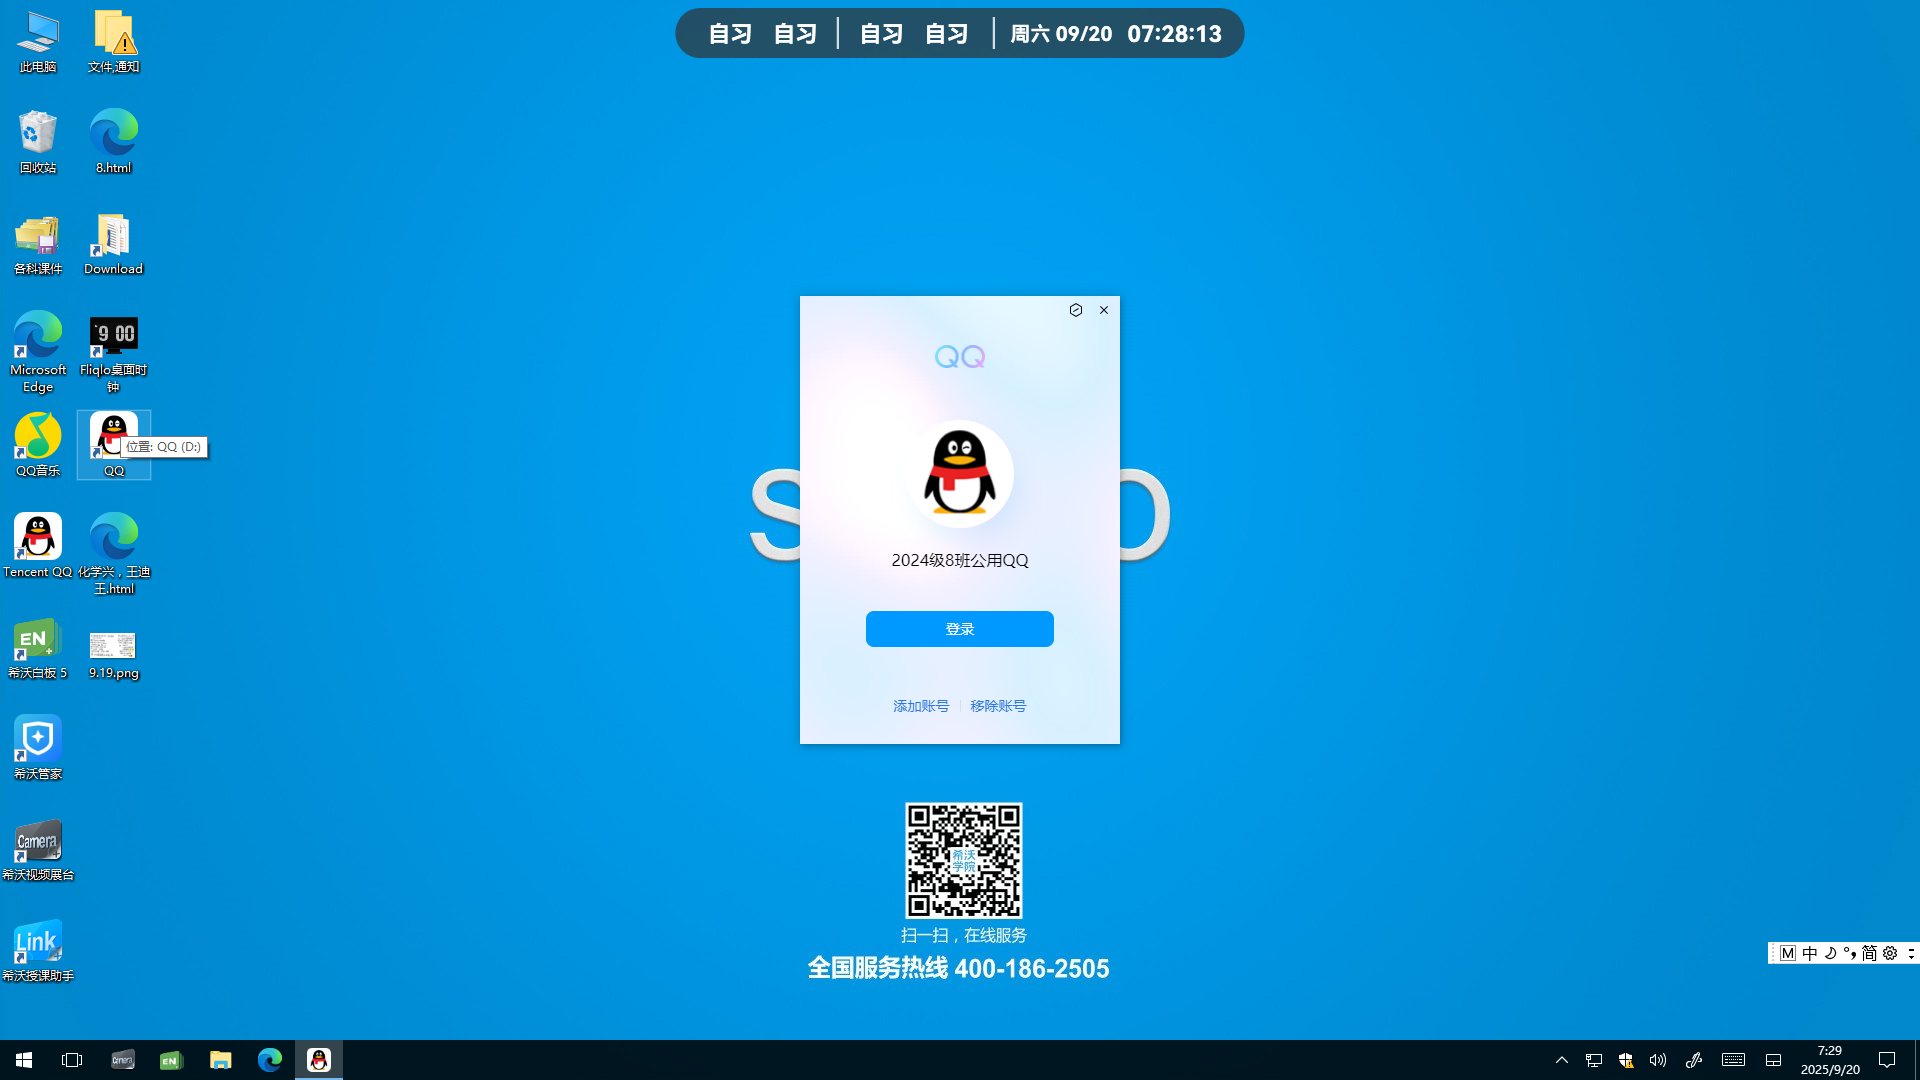 自习 自习 | 自习 自习 | 周六 09/20 07:28:13
此电脑
文件,通知
回收站
8.html
各科课件
Download
Microsoft Edge
9 00
Fliqlo桌面时钟
QQ音乐
QQ
位置: QQ (D:)
Tencent QQ
化学兴，王迪王.html
EN
希沃白板 5
9.19.png
希沃管家
Camera
希沃视频展台
Link
希沃授课助手
QQ
2024级8班公用QQ
登录
添加账号 | 移除账号
S
O
希沃
学院
扫一扫，在线服务
全国服务热线 400-186-2505
M 中 简
Camera
EN
7:29
2025/9/20